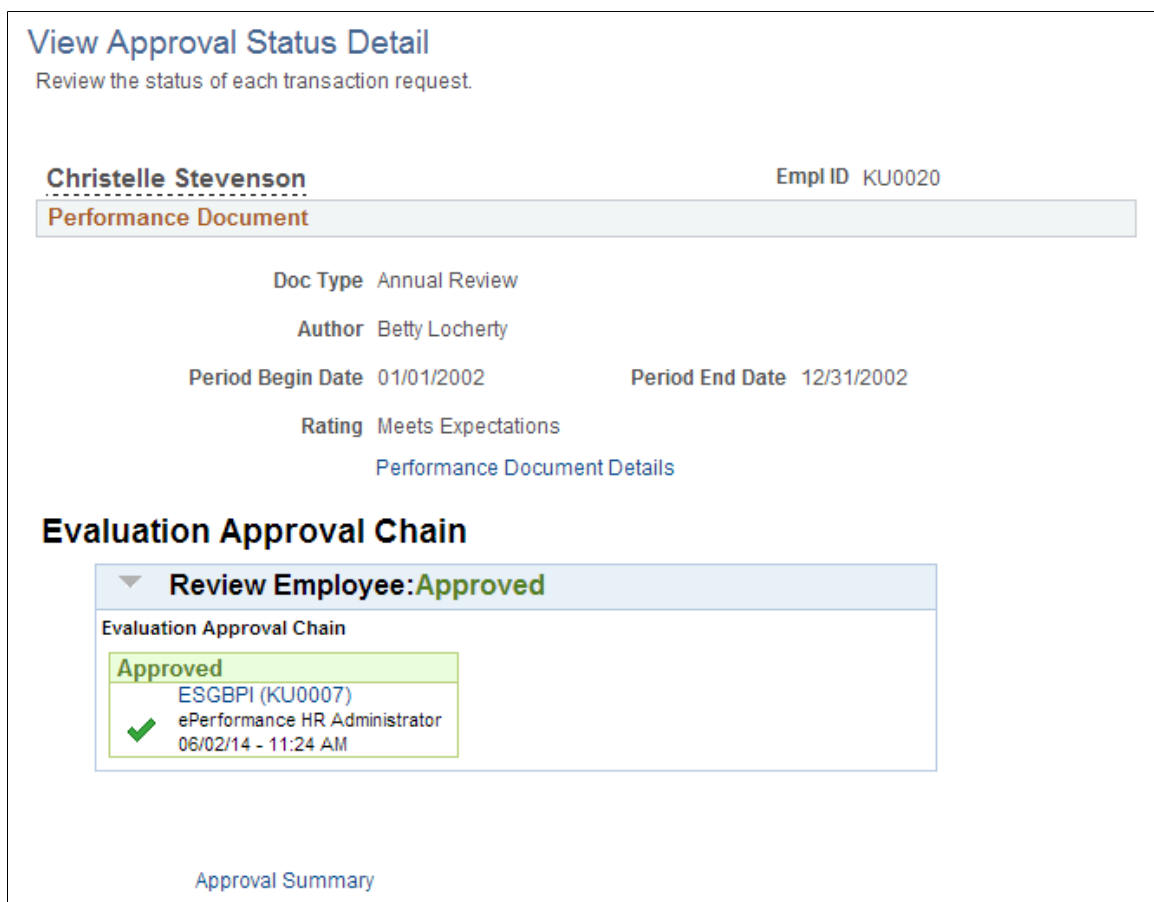 View Approval Status Detail
Review the status of each transaction request.
Christelle Stevenson Empl ID KU0020
Performance Document
Doc Type Annual Review
Author Betty Locherty
Period Begin Date 01/01/2002 Period End Date 12/31/2002
Rating Meets Expectations
Performance Document Details
Evaluation Approval Chain
Review Employee:Approved
Evaluation Approval Chain
Approved
ESGBPI (KU0007)
ePerformance HR Administrator
06/02/14 - 11:24 AM
Approval Summary